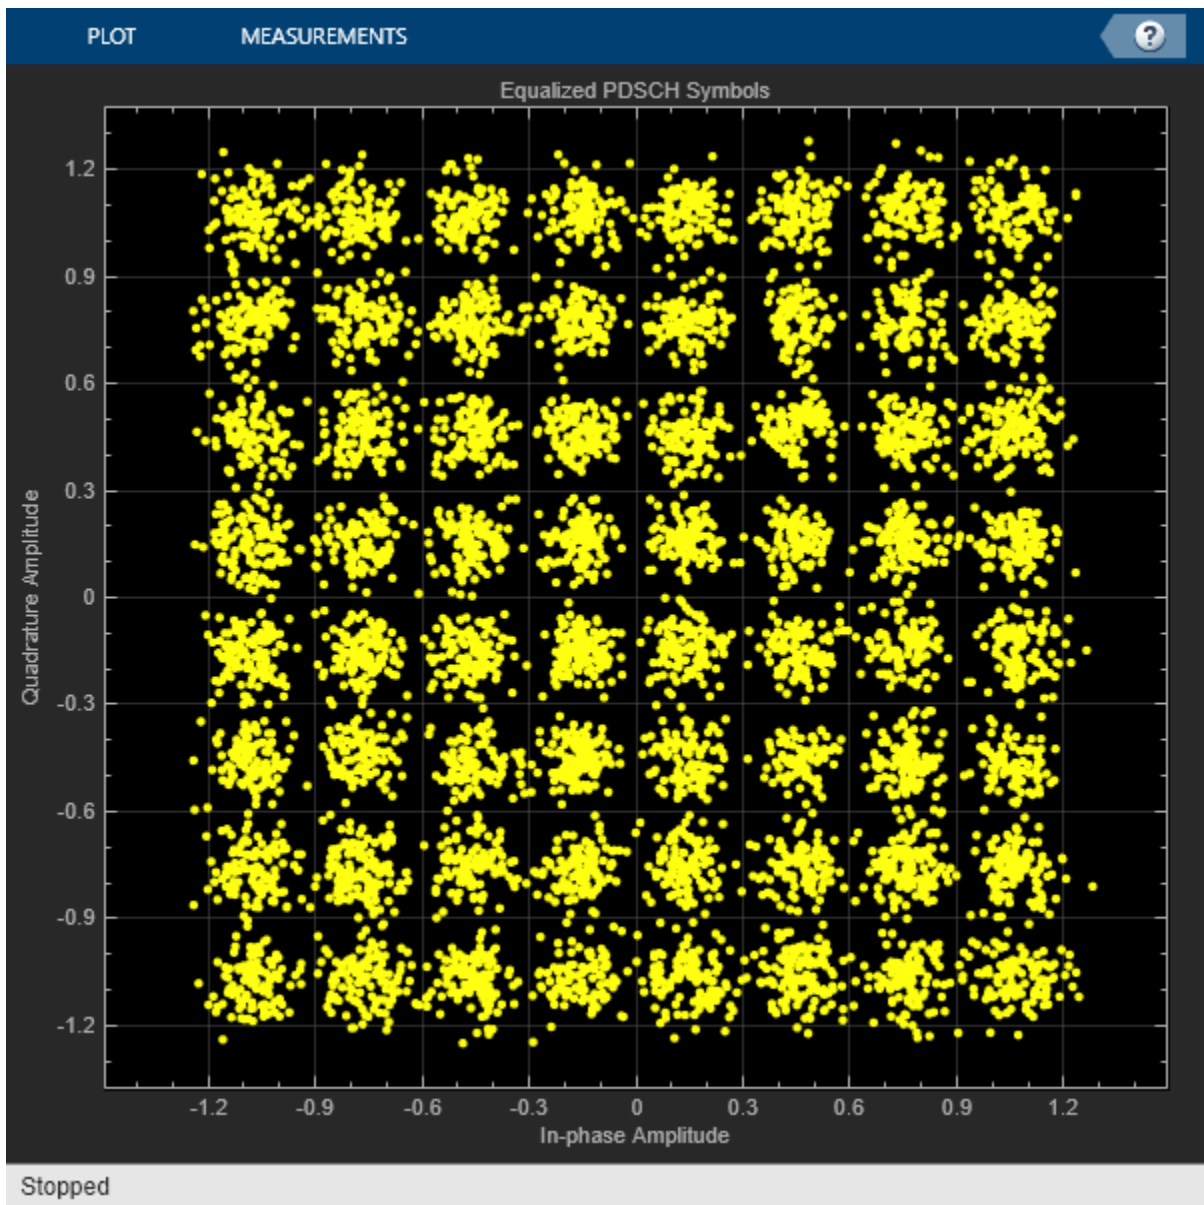 PLOT MEASUREMENTS ?
Equalized PDSCH Symbols
1.2
0.9
0.6
0.3
0
-0.3
-0.6
-0.9
-1.2
Quadrature Amplitude
-1.2 -0.9 -0.6 -0.3 0 0.3 0.6 0.9 1.2
In-phase Amplitude
Stopped